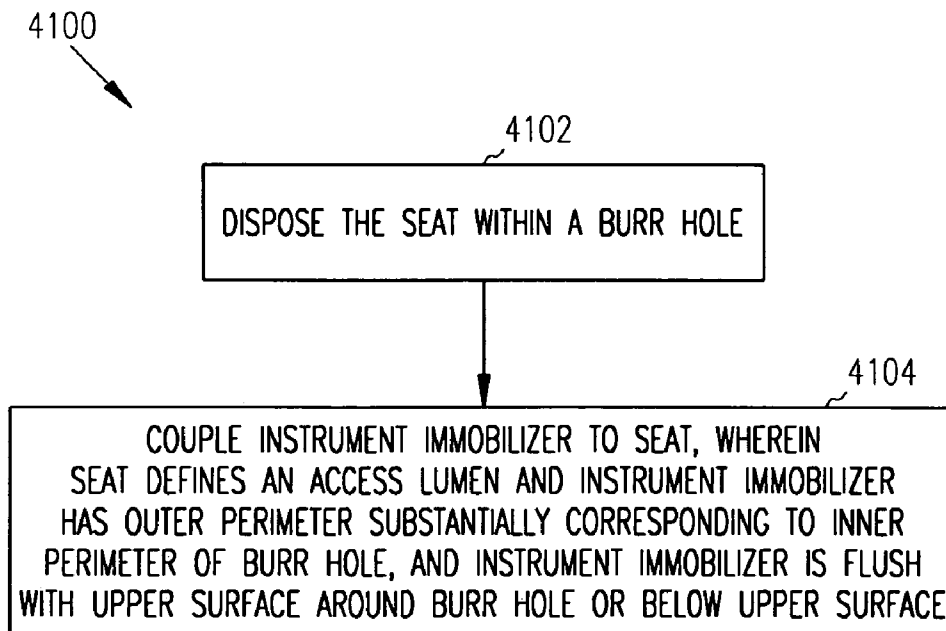 4100
4102
DISPOSE THE SEAT WITHIN A BURR HOLE
4104
COUPLE INSTRUMENT IMMOBILIZER TO SEAT, WHEREIN
SEAT DEFINES AN ACCESS LUMEN AND INSTRUMENT IMMOBILIZER
HAS OUTER PERIMETER SUBSTANTIALLY CORRESPONDING TO INNER
PERIMETER OF BURR HOLE, AND INSTRUMENT IMMOBILIZER IS FLUSH
WITH UPPER SURFACE AROUND BURR HOLE OR BELOW UPPER SURFACE